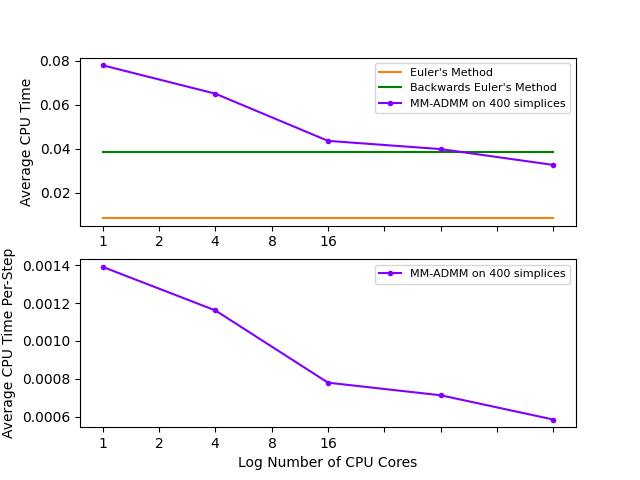 Average CPU Time
0.08
0.06
0.04
0.02
Euler's Method
Backwards Euler's Method
MM-ADMM on 400 simplices
1 2 4 8 16
Average CPU Time Per-Step
0.0014
0.0012
0.0010
0.0008
0.0006
MM-ADMM on 400 simplices
1 2 4 8 16
Log Number of CPU Cores